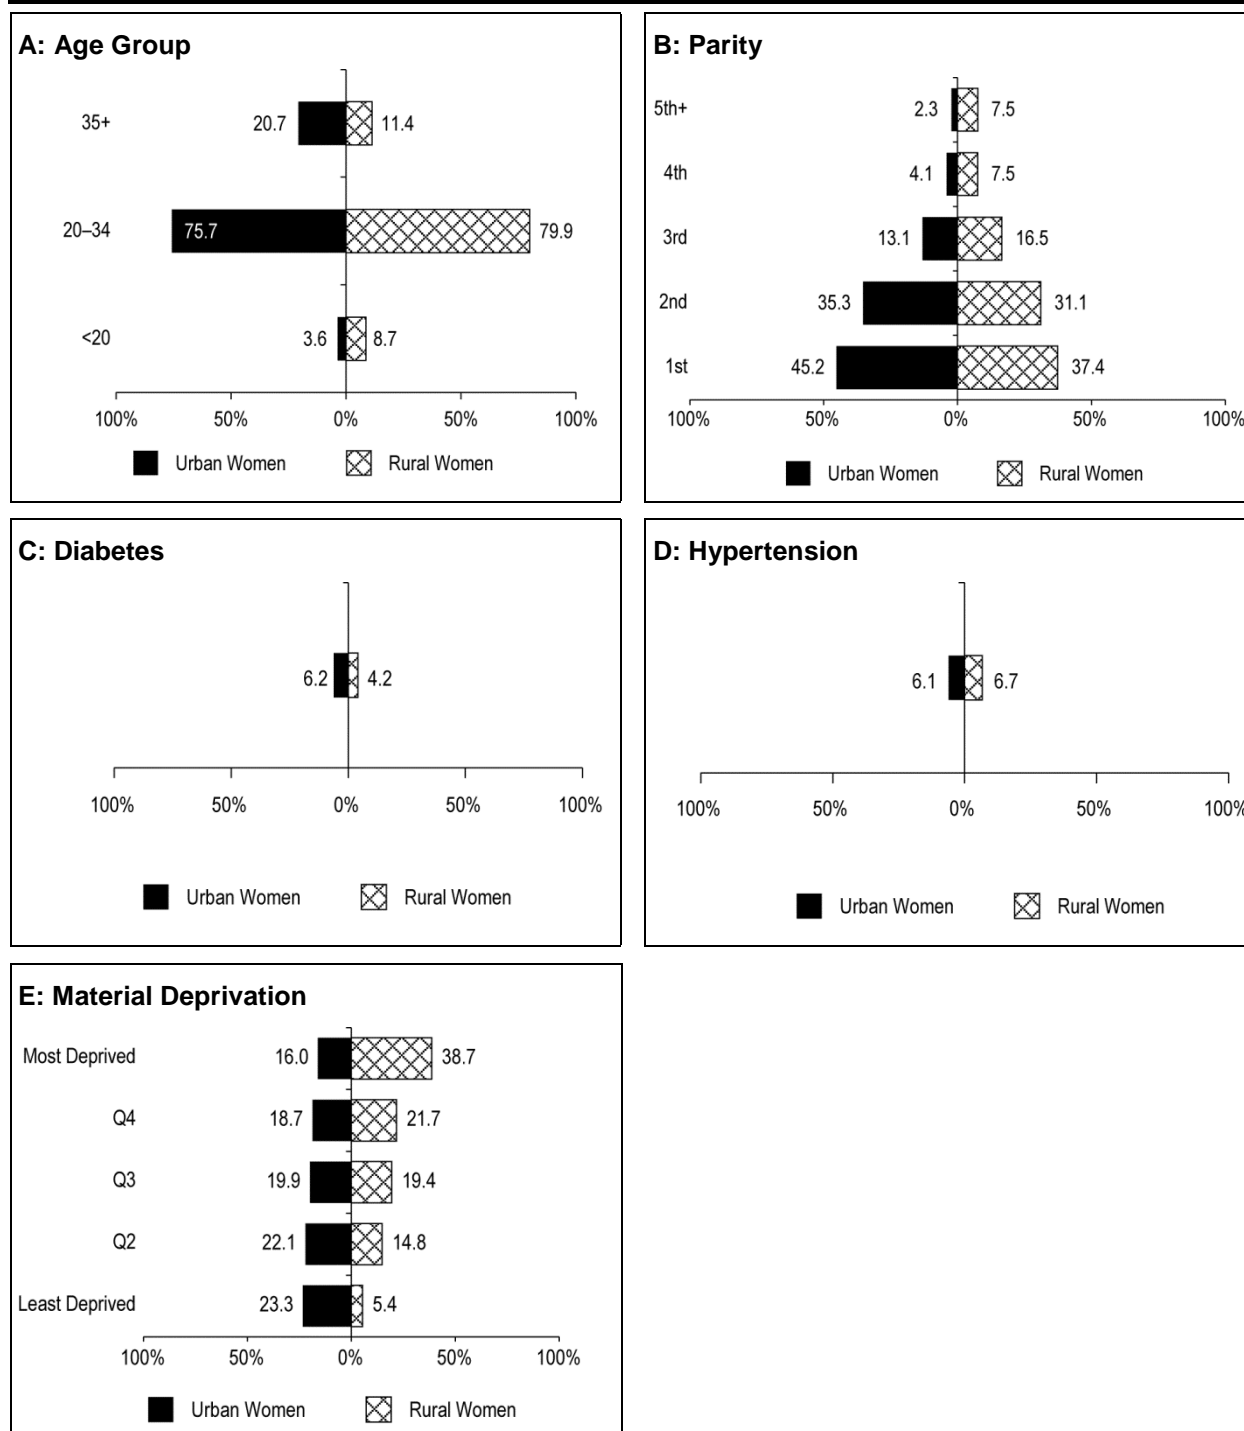 A: Age Group
35+ 20.7 11.4
20–34 75.7 79.9
<20 3.6 8.7
100% 50% 0% 50% 100%
Urban Women Rural Women
B: Parity
5th+ 2.3 7.5
4th 4.1 7.5
3rd 13.1 16.5
2nd 35.3 31.1
1st 45.2 37.4
100% 50% 0% 50% 100%
Urban Women Rural Women
C: Diabetes
6.2 4.2
100% 50% 0% 50% 100%
Urban Women Rural Women
D: Hypertension
6.1 6.7
100% 50% 0% 50% 100%
Urban Women Rural Women
E: Material Deprivation
Most Deprived 16.0 38.7
Q4 18.7 21.7
Q3 19.9 19.4
Q2 22.1 14.8
Least Deprived 23.3 5.4
100% 50% 0% 50% 100%
Urban Women Rural Women